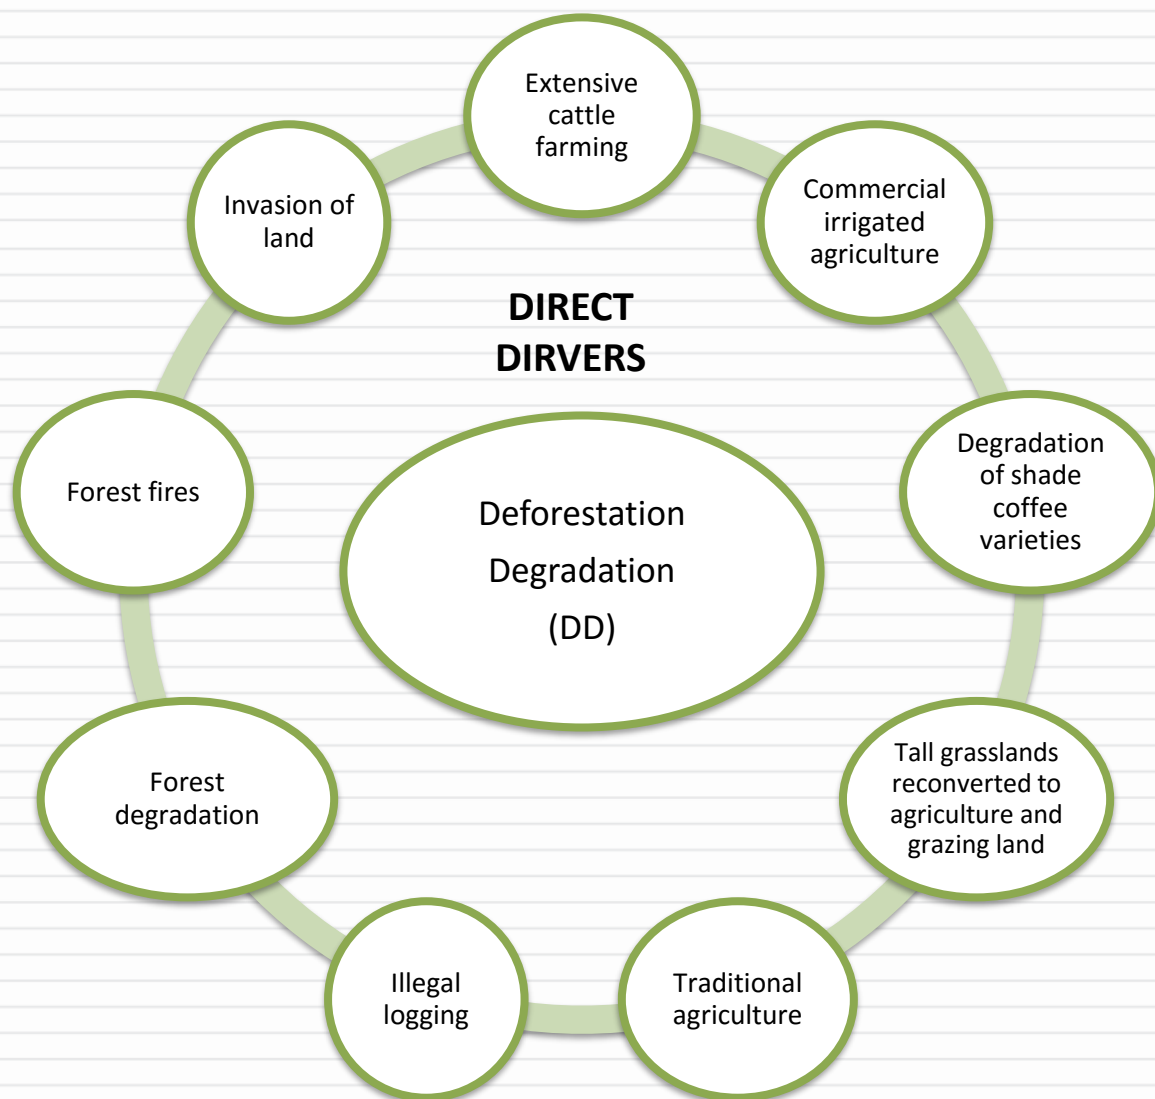 Extensive
cattle
farming
Commercial
irrigated
agriculture
Invasion of
land
DIRECT
DIRVERS
Degradation
of shade
coffee
varieties
Forest fires
Deforestation
Degradation
(DD)
Tall grasslands
reconverted to
agriculture and
grazing land
Forest
degradation
Traditional
agriculture
Illegal
logging